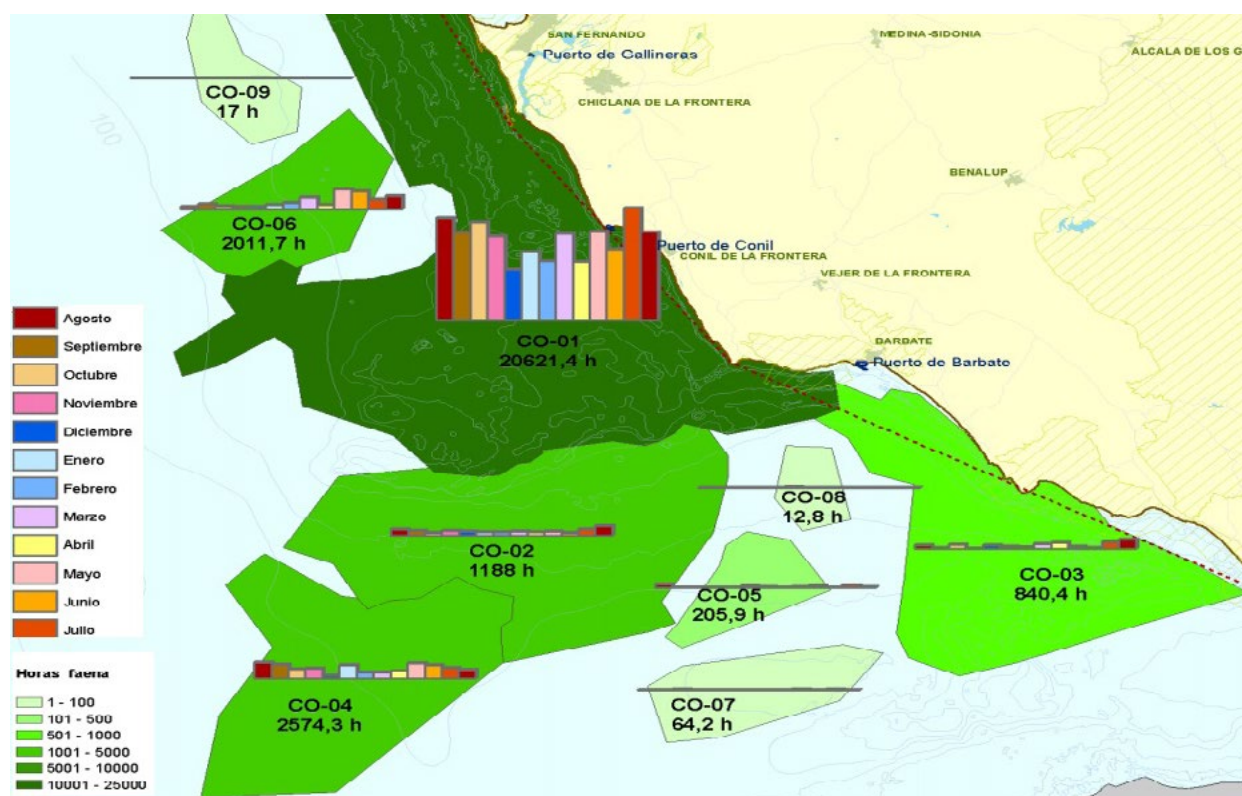 SAN FERNANDO
MEDINA-SIDONIA
ALCALA DE LOS G
Puerto de Gallineras
CHICLANA DE LA FRONTERA
CO-09
17 h
100
BENALUP
CO-06
2011,7 h
Puerto de Conil
CONIL DE LA FRONTERA
VEJER DE LA FRONTERA
CO-01
20621,4 h
BARBATE
Puerto de Barbate
Agosto
Septiembre
Octubre
Noviembre
Diciembre
Enero
Febrero
Marzo
Abril
Mayo
Junio
Julio
CO-08
12,8 h
CO-02
1188 h
CO-03
840,4 h
CO-05
205,9 h
CO-04
2574,3 h
CO-07
64,2 h
Horas faena
1 - 100
101 - 500
501 - 1000
1001 - 5000
5001 - 10000
10001 - 25000